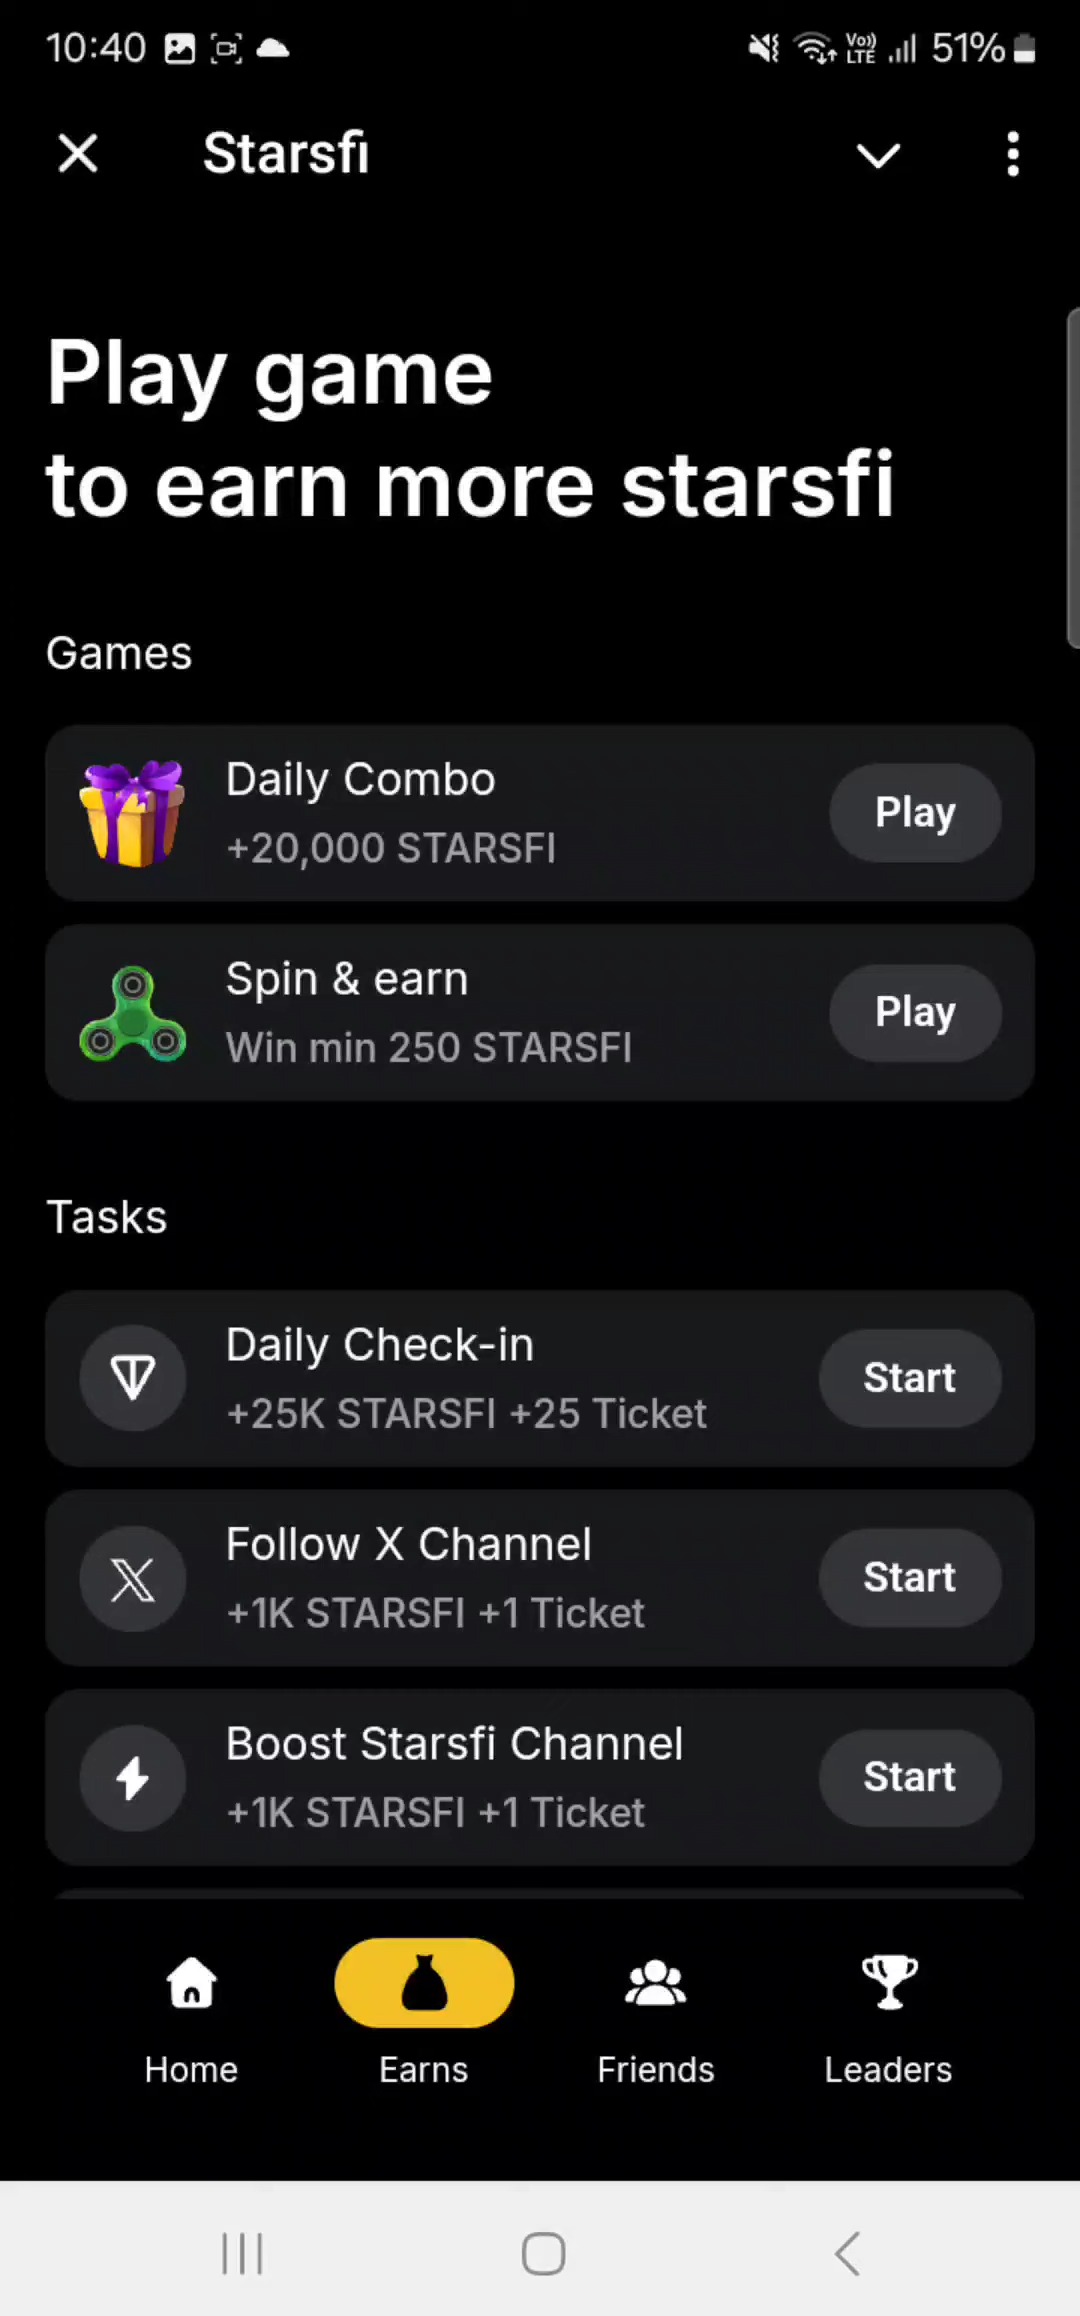 10:40
Vo)) LTE
51%
Starsfi
Play game
to earn more starsfi
Games
Daily Combo
+20,000 STARSFI
Play
Spin & earn
Win min 250 STARSFI
Play
Tasks
Daily Check-in
+25K STARSFI +25 Ticket
Start
Follow X Channel
+1K STARSFI +1 Ticket
Start
Boost Starsfi Channel
+1K STARSFI +1 Ticket
Start
Home
Earns
Friends
Leaders